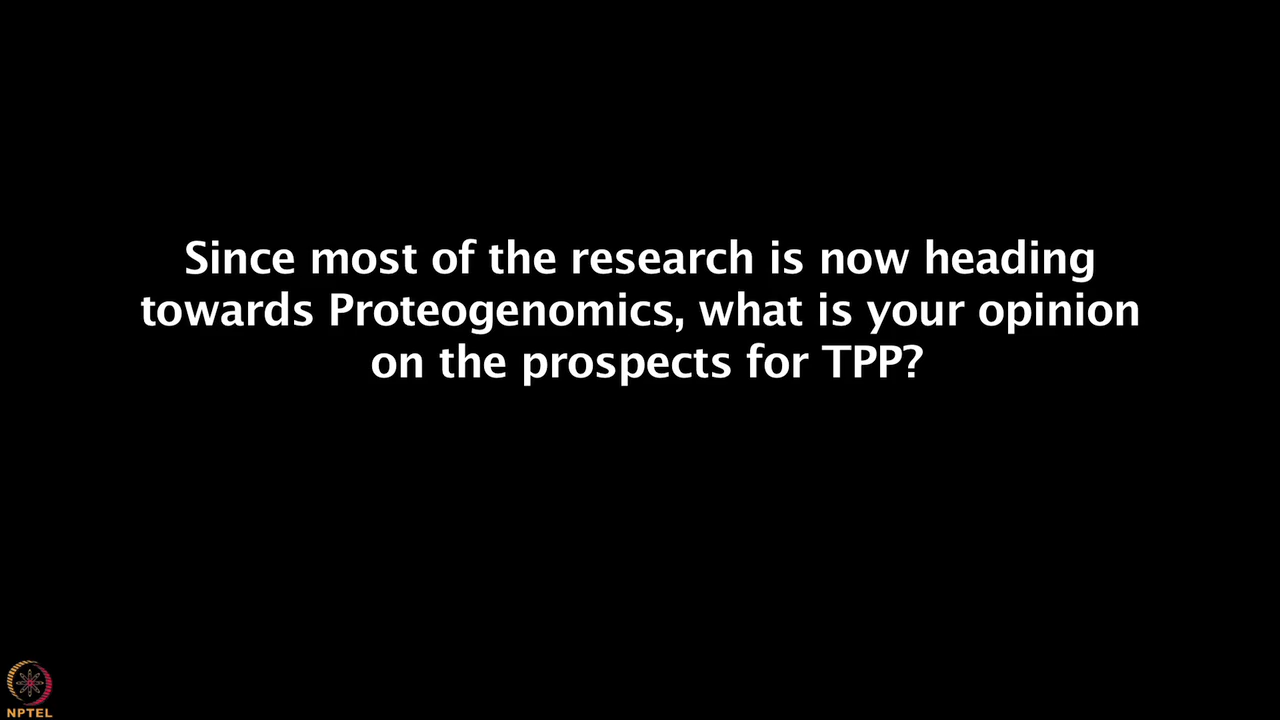 Since most of the research is now heading
towards Proteogenomics, what is your opinion
on the prospects for TPP?
NPTEL